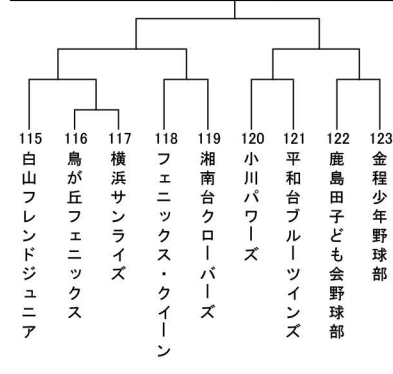 115 116 117 118 119 120 121 122 123
白山フレンドジュニア
鳥が丘フェニックス
横浜サンライズ
フェニックス・クイーン
湘南台クローバーズ
小川パワーズ
平和台ブルーツインズ
鹿島田子ども会野球部
金程少年野球部